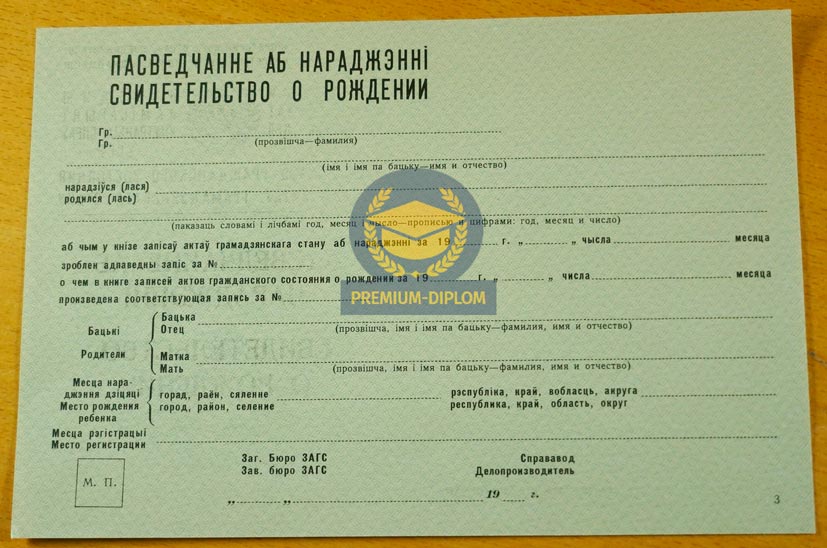 ПАСВЕДЧАННЕ АБ НАРАДЖЭННІ
СВИДЕТЕЛЬСТВО О РОЖДЕНИИ
Гр.
Гр. (прозвішча—фамилия)
(імя і імя па бацьку—имя и отчество)
нарадзіўся (лася)
родился (лась)
(паказаць словамі і лічбамі год, месяц і мысло—прописью и цифрами: год, месяц и число)
аб чым у кнізе запісаў актаў грамадзянскага стану аб нараджэнні за 19 г. „ „ чысла месяца
зроблен адпаведны запіс за №
о чем в книге записей актов гражданского состояния о рождении за 19 г. „ „ числа месяца
произведена соответствующая запись за №
PREMIUM-DIPLOM
Бацькі
Родители
Бацька
Отец (прозвішча, імя і імя па бацьку—фамилия, имя и отчество)
Матка
Мать (прозвішча, імя і імя па бацьку—фамилия, имя и отчество)
Месца нара-
джэння дзіцяці
Место рождения
ребенка
горад, раён, сяленне рэспубліка, край, вобласць, акруга
город, район, селение республика, край, область, округ
Месца рэгістрацыі
Место регистрации
Заг. Бюро ЗАГС Справавод
Зав. бюро ЗАГС Делопроизводитель
М. П.
„ „ 19 г.
3